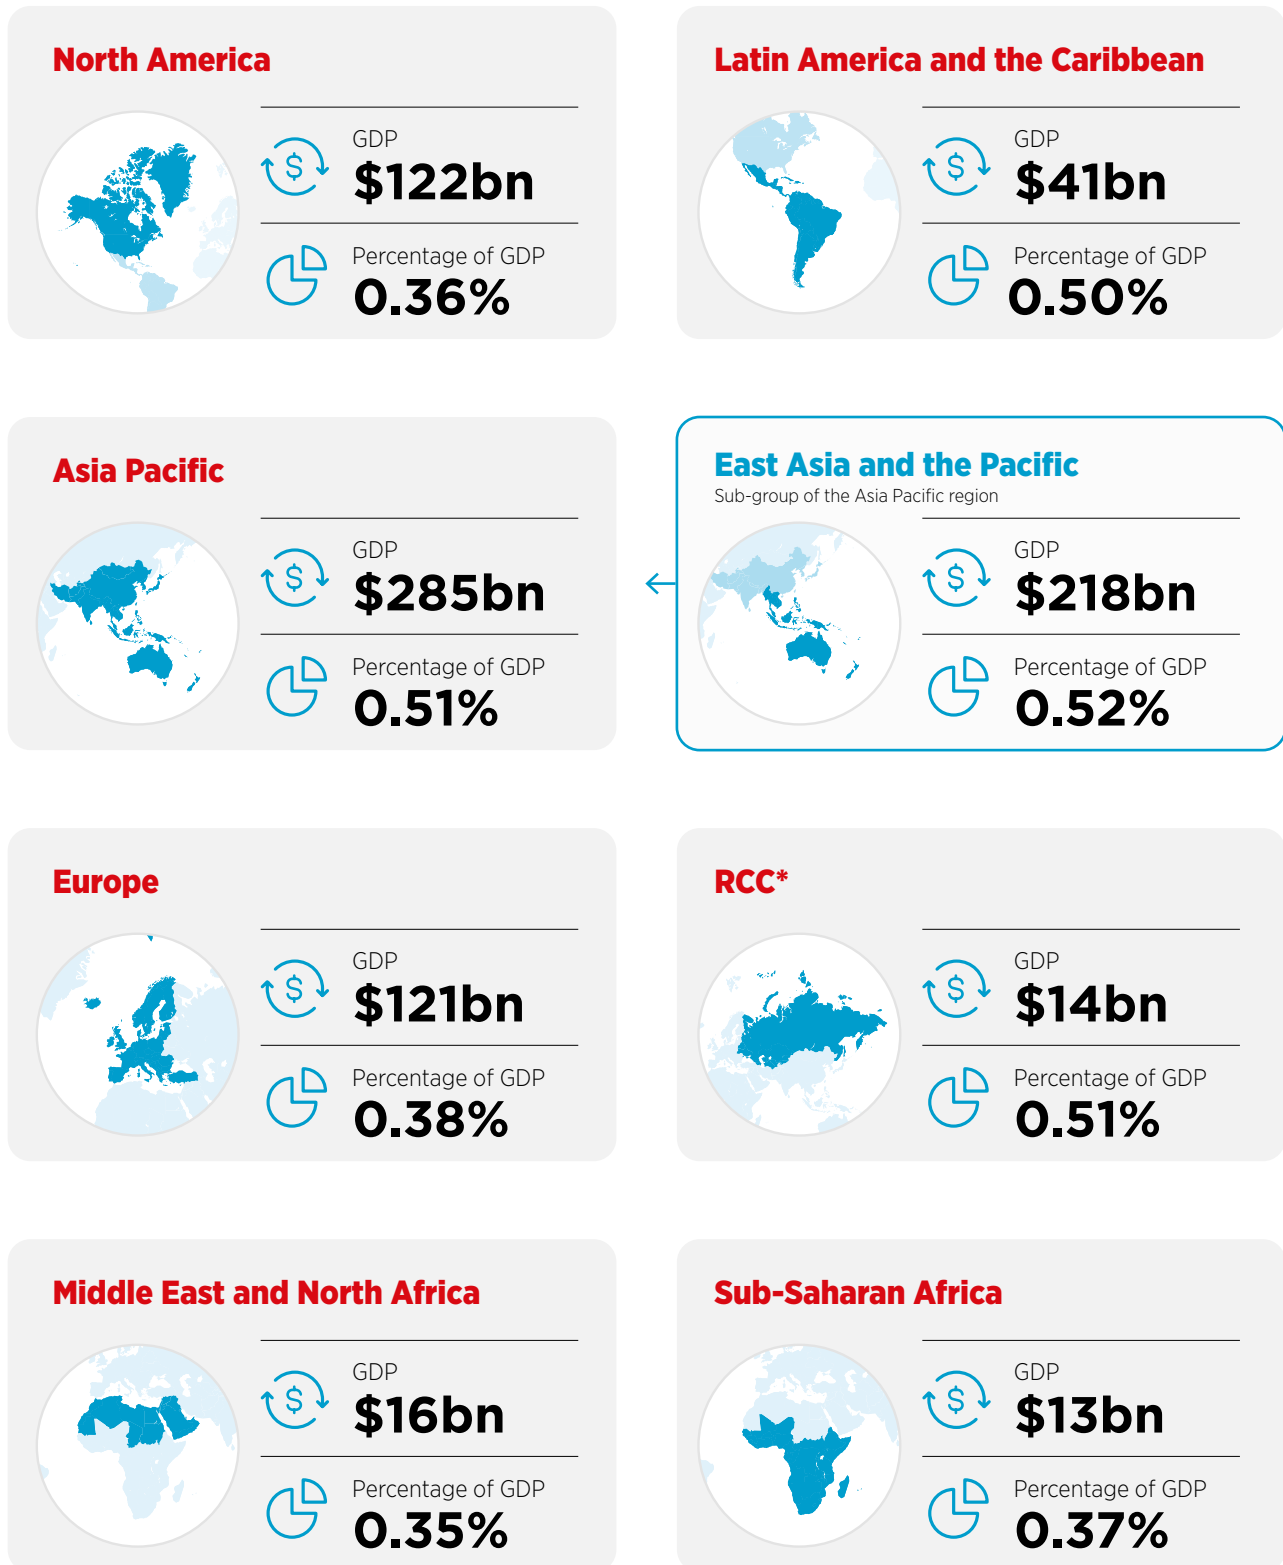 North America
GDP
$122bn
Percentage of GDP
0.36%
Latin America and the Caribbean
GDP
$41bn
Percentage of GDP
0.50%
Asia Pacific
GDP
$285bn
Percentage of GDP
0.51%
East Asia and the Pacific
Sub-group of the Asia Pacific region
GDP
$218bn
Percentage of GDP
0.52%
Europe
GDP
$121bn
Percentage of GDP
0.38%
RCC*
GDP
$14bn
Percentage of GDP
0.51%
Middle East and North Africa
GDP
$16bn
Percentage of GDP
0.35%
Sub-Saharan Africa
GDP
$13bn
Percentage of GDP
0.37%